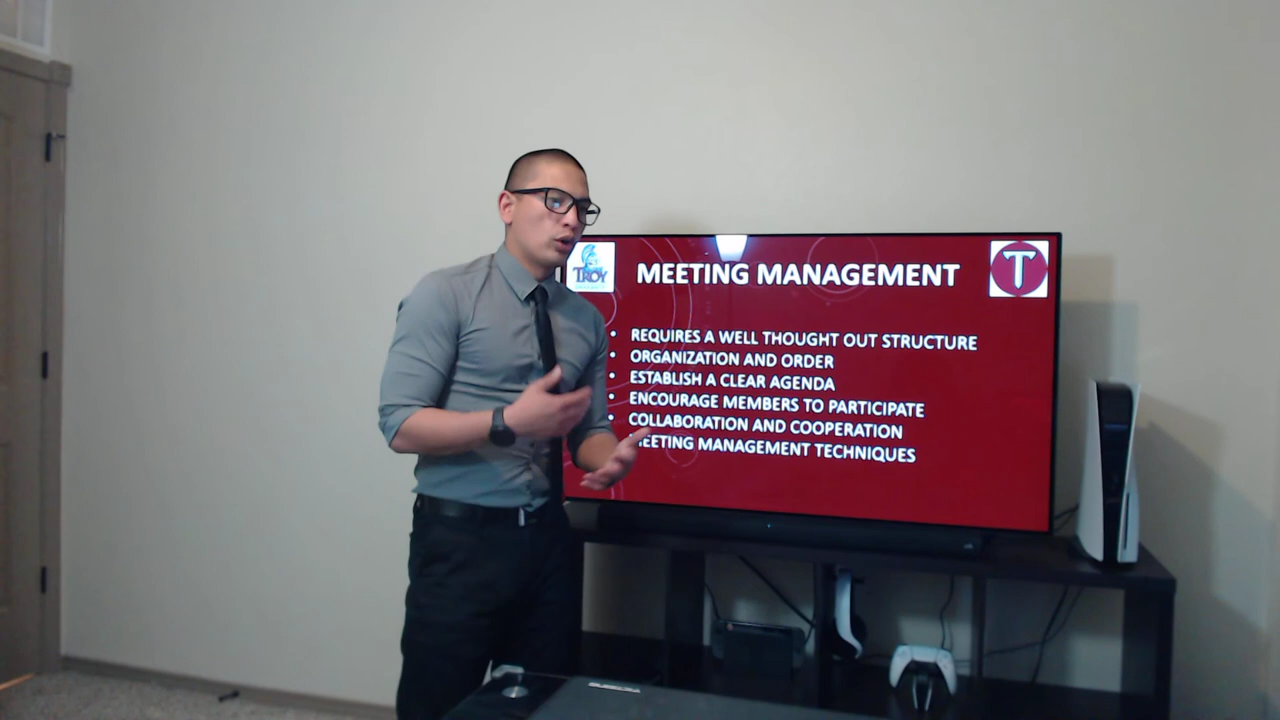 TROY
MEETING MANAGEMENT
T
• REQUIRES A WELL THOUGHT OUT STRUCTURE
• ORGANIZATION AND ORDER
• ESTABLISH A CLEAR AGENDA
• ENCOURAGE MEMBERS TO PARTICIPATE
• COLLABORATION AND COOPERATION
MEETING MANAGEMENT TECHNIQUES